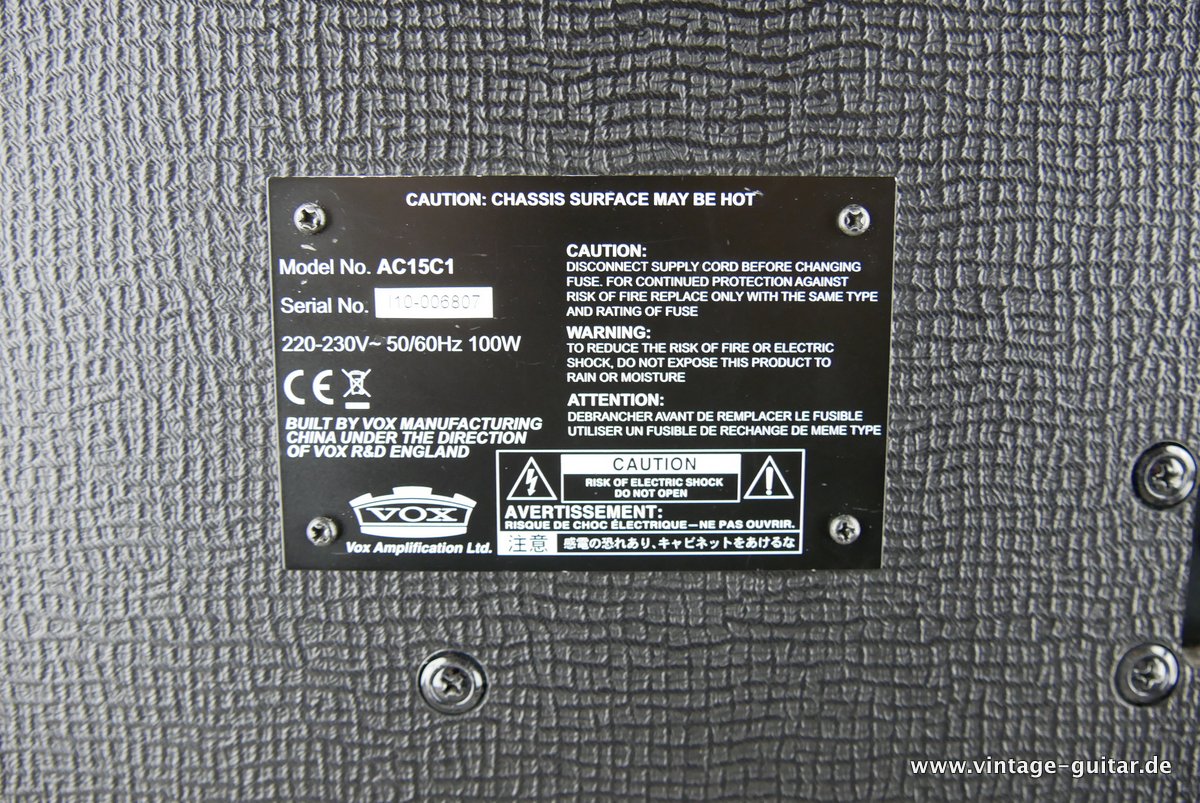 CAUTION: CHASSIS SURFACE MAY BE HOT
Model No. AC15C1
Serial No. I10-006807
220-230V~ 50/60Hz 100W
CE
BUILT BY VOX MANUFACTURING
CHINA UNDER THE DIRECTION
OF VOX R&D ENGLAND
VOX
Vox Amplification Ltd.
CAUTION:
DISCONNECT SUPPLY CORD BEFORE CHANGING
FUSE. FOR CONTINUED PROTECTION AGAINST
RISK OF FIRE REPLACE ONLY WITH THE SAME TYPE
AND RATING OF FUSE
WARNING:
TO REDUCE THE RISK OF FIRE OR ELECTRIC
SHOCK, DO NOT EXPOSE THIS PRODUCT TO
RAIN OR MOISTURE
ATTENTION:
DEBRANCHER AVANT DE REMPLACER LE FUSIBLE
UTILISER UN FUSIBLE DE RECHANGE DE MEME TYPE
CAUTION
RISK OF ELECTRIC SHOCK
DO NOT OPEN
AVERTISSEMENT:
RISQUE DE CHOC ÉLECTRIQUE—NE PAS OUVRIR.
注意 感電の恐れあり、キャビネットをあけるな
www.vintage-guitar.de